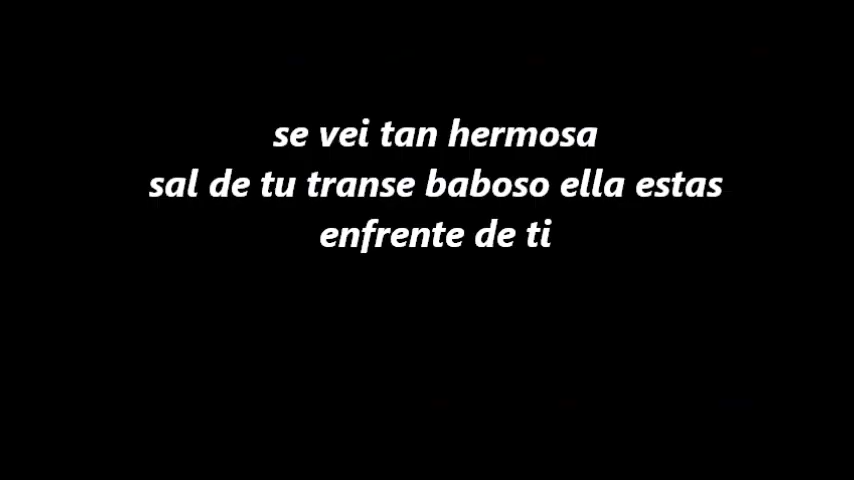 se vei tan hermosa
sal de tu transe baboso ella estas
enfrente de ti